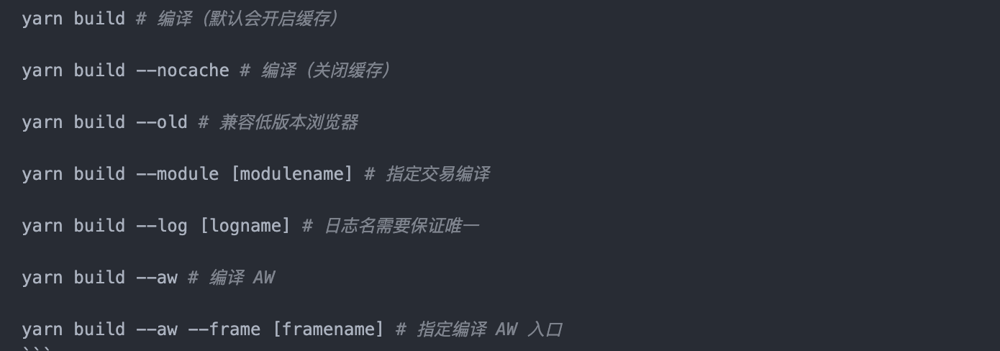 yarn build # 编译（默认会开启缓存）
yarn build --nocache # 编译（关闭缓存）
yarn build --old # 兼容低版本浏览器
yarn build --module [modulename] # 指定交易编译
yarn build --log [logname] # 日志名需要保证唯一
yarn build --aw # 编译 AW
yarn build --aw --frame [framename] # 指定编译 AW 入口
```